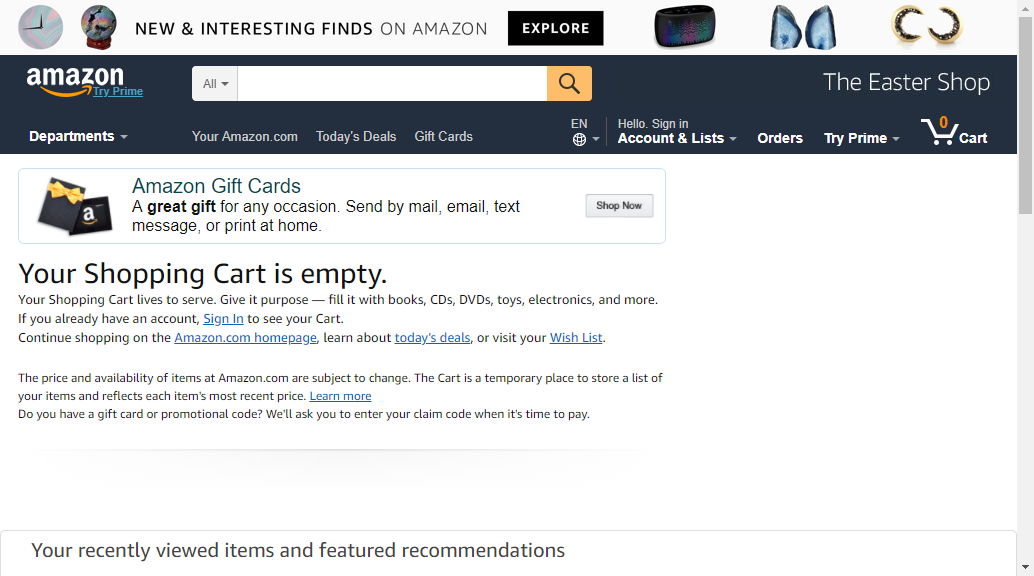 NEW & INTERESTING FINDS ON AMAZON EXPLORE
amazon
Try Prime
All
The Easter Shop
Departments
Your Amazon.com Today's Deals Gift Cards
EN
Hello. Sign in
Account & Lists
Orders
Try Prime
0
Cart
Amazon Gift Cards
A great gift for any occasion. Send by mail, email, text
message, or print at home.
Shop Now
a
Your Shopping Cart is empty.
Your Shopping Cart lives to serve. Give it purpose — fill it with books, CDs, DVDs, toys, electronics, and more.
If you already have an account, Sign In to see your Cart.
Continue shopping on the Amazon.com homepage, learn about today's deals, or visit your Wish List.
The price and availability of items at Amazon.com are subject to change. The Cart is a temporary place to store a list of
your items and reflects each item's most recent price. Learn more
Do you have a gift card or promotional code? We'll ask you to enter your claim code when it's time to pay.
Your recently viewed items and featured recommendations